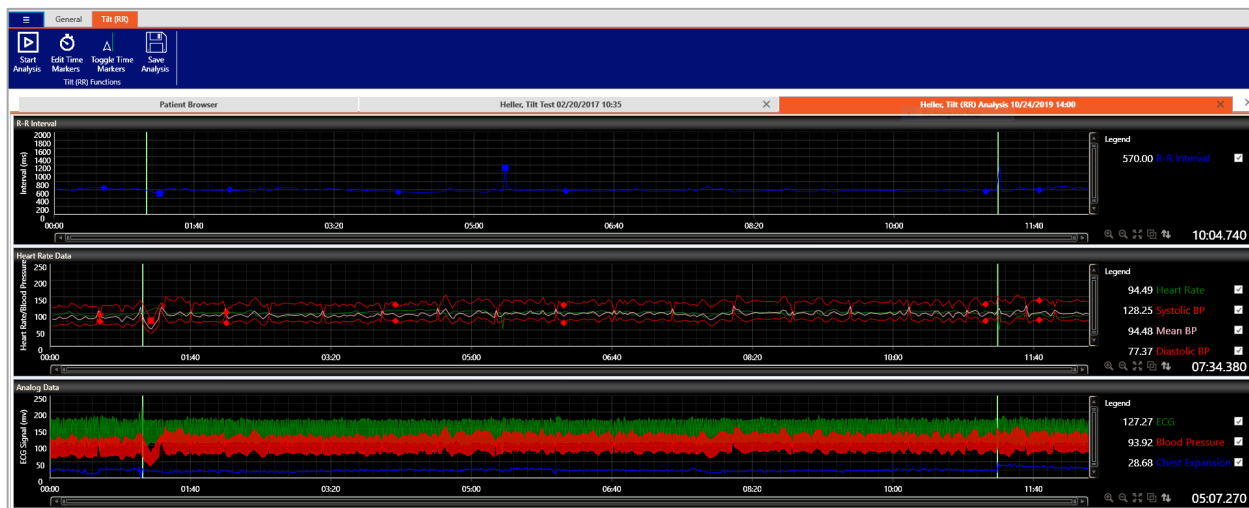 General Tilt (RR)
Start Analysis
Edit Time Markers
Toggle Time Markers
Save Analysis
Tilt (RR) Functions
Patient Browser
Heller, Tilt Test 02/20/2017 10:35
Heller, Tilt (RR) Analysis 10/24/2019 14:00
R-R Interval
Interval (ms)
2000
1800
1600
1400
1200
1000
800
600
400
200
0
00:00 01:40 03:20 05:00 06:40 08:20 10:00 11:40
Legend
570.00 R-R Interval
10:04.740
Heart Rate Data
Heart Rate/Blood Pressure
250
200
150
100
50
0
00:00 01:40 03:20 05:00 06:40 08:20 10:00 11:40
Legend
94.49 Heart Rate
128.25 Systolic BP
94.48 Mean BP
77.37 Diastolic BP
07:34.380
Analog Data
ECG Signal (mv)
250
200
150
100
50
0
00:00 01:40 03:20 05:00 06:40 08:20 10:00 11:40
Legend
127.27 ECG
93.92 Blood Pressure
28.68 Chest Expansion
05:07.270